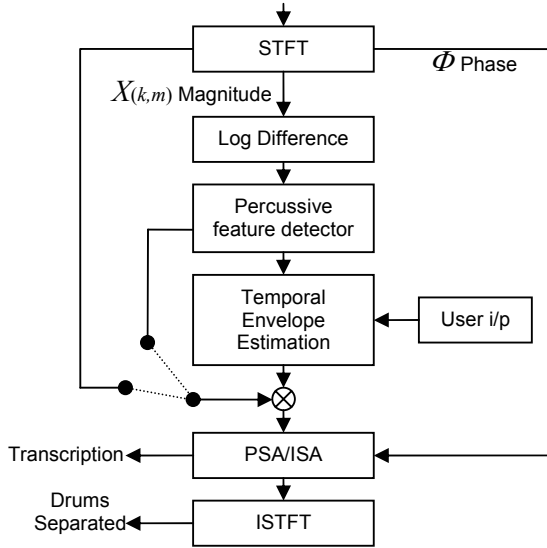 STFT
Φ Phase
X(k,m) Magnitude
Log Difference
Percussive
feature detector
Temporal
Envelope
Estimation
User i/p
Transcription
PSA/ISA
Drums
Separated
ISTFT